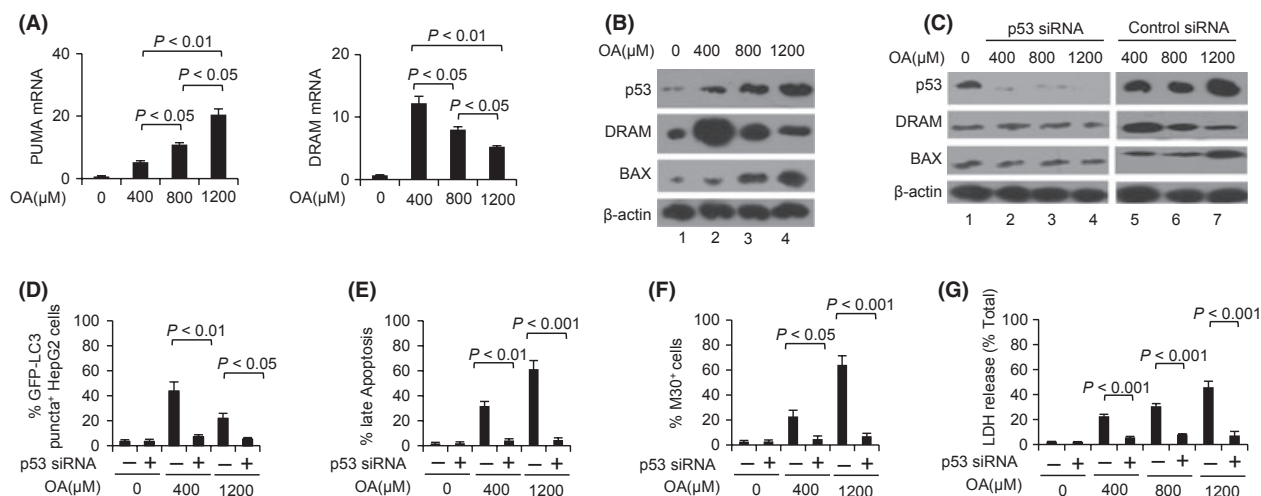 (A)
PUMA mRNA
40
20
0
P < 0.01
P < 0.05
P < 0.05
OA(μM)
0 400 800 1200
DRAM mRNA
20
10
0
P < 0.01
P < 0.05
P < 0.05
OA(μM)
0 400 800 1200
(B)
OA(μM) 0 400 800 1200
p53
DRAM
BAX
β-actin
1 2 3 4
(C)
p53 siRNA Control siRNA
OA(μM) 0 400 800 1200 400 800 1200
p53
DRAM
BAX
β-actin
1 2 3 4 5 6 7
(D)
% GFP-LC3
puncta⁺ HepG2 cells
100
80
60
40
20
0
P < 0.01
P < 0.05
p53 siRNA − + − + − +
OA(μM) 0 400 1200
(E)
% late Apoptosis
100
80
60
40
20
0
P < 0.01
P < 0.001
p53 siRNA − + − + − +
OA(μM) 0 400 1200
(F)
% M30⁺ cells
100
80
60
40
20
0
P < 0.05
P < 0.001
p53 siRNA − + − + − +
OA(μM) 0 400 1200
(G)
LDH release (% Total)
100
80
60
40
20
0
P < 0.001
P < 0.001
P < 0.001
p53 siRNA − + − + − + − +
OA(μM) 0 400 800 1200